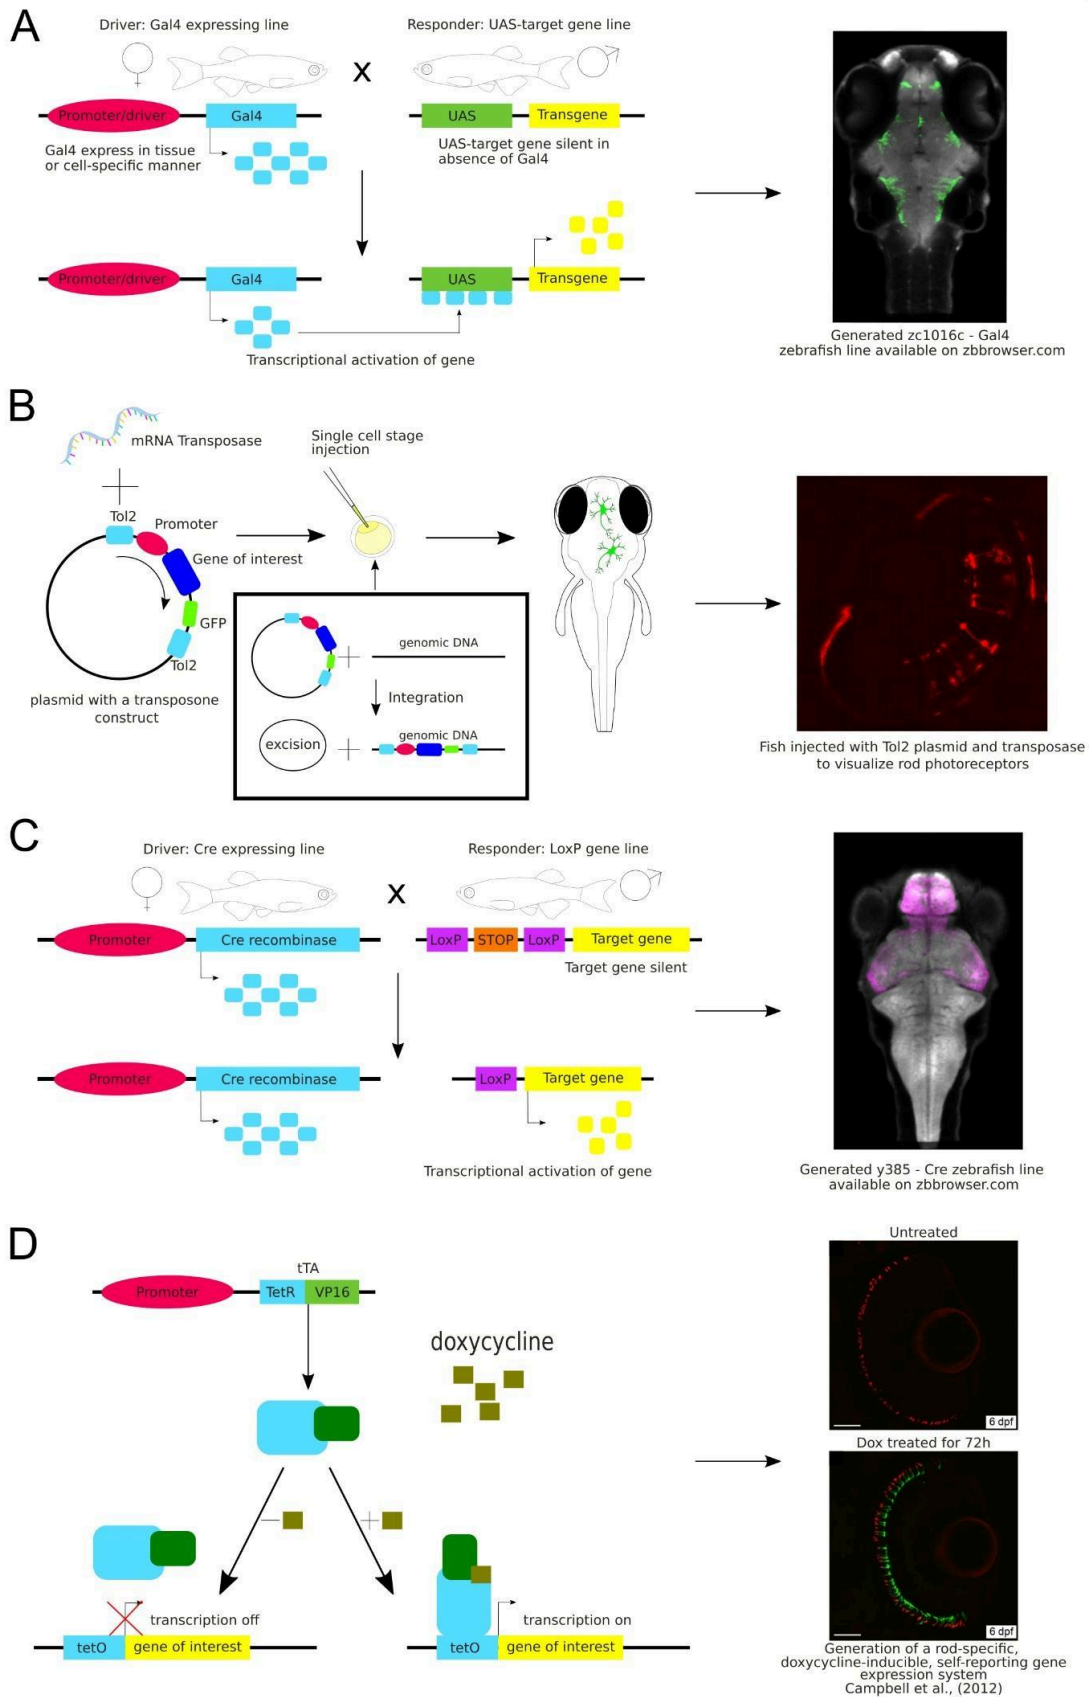 A
Driver: Gal4 expressing line
Responder: UAS-target gene line
X
Promoter/driver
Gal4
UAS
Transgene
Gal4 express in tissue
or cell-specific manner
UAS-target gene silent in
absence of Gal4
Promoter/driver
Gal4
UAS
Transgene
Transcriptional activation of gene
Generated zc1016c - Gal4
zebrafish line available on zbbrowser.com
B
mRNA Transposase
Single cell stage
injection
Tol2
Promoter
Gene of interest
GFP
Tol2
plasmid with a transposone
construct
genomic DNA
Integration
genomic DNA
excision
Fish injected with Tol2 plasmid and transposase
to visualize rod photoreceptors
C
Driver: Cre expressing line
Responder: LoxP gene line
X
Promoter
Cre recombinase
LoxP
STOP
LoxP
Target gene
Target gene silent
Promoter
Cre recombinase
LoxP
Target gene
Transcriptional activation of gene
Generated y385 - Cre zebrafish line
available on zbbrowser.com
D
tTA
Promoter
TetR
VP16
doxycycline
transcription off
tetO
gene of interest
transcription on
tetO
gene of interest
Untreated
6 dpf
Dox treated for 72h
6 dpf
Generation of a rod-specific,
doxycycline-inducible, self-reporting gene
expression system
Campbell et al., (2012)